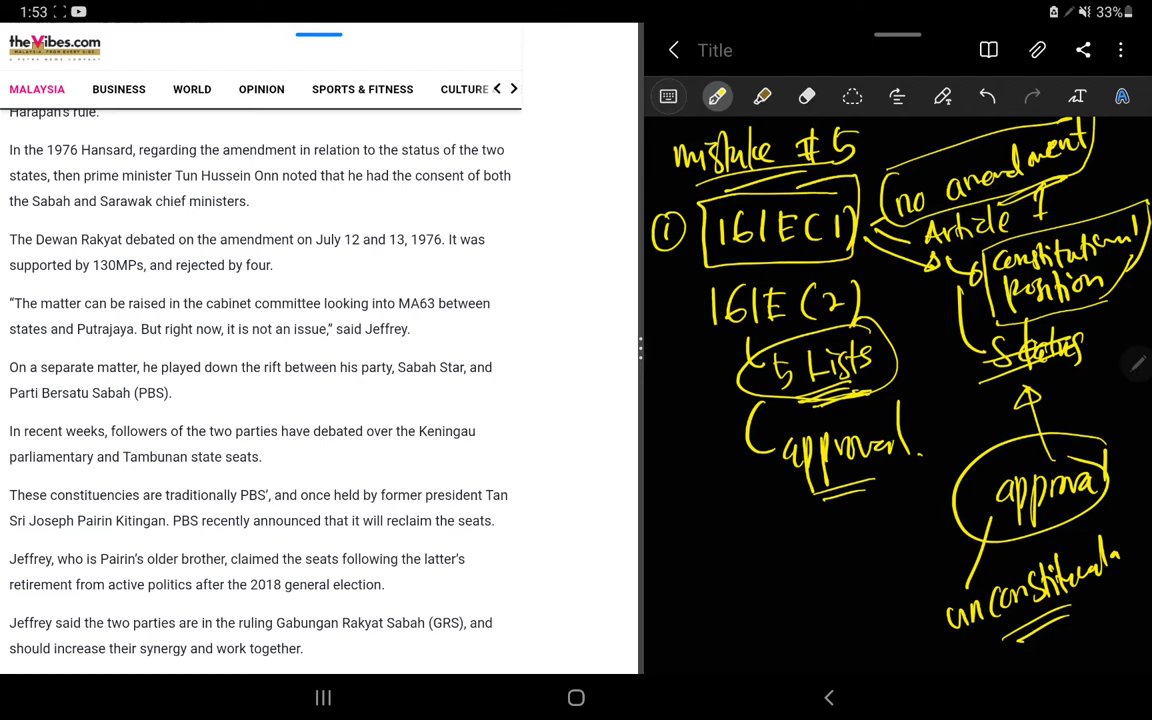 1:53
33%
theVibes.com
MALAYSIA BUSINESS WORLD OPINION SPORTS & FITNESS CULTURE
Harapan's rule.
In the 1976 Hansard, regarding the amendment in relation to the status of the two
states, then prime minister Tun Hussein Onn noted that he had the consent of both
the Sabah and Sarawak chief ministers.
The Dewan Rakyat debated on the amendment on July 12 and 13, 1976. It was
supported by 130MPs, and rejected by four.
“The matter can be raised in the cabinet committee looking into MA63 between
states and Putrajaya. But right now, it is not an issue,” said Jeffrey.
On a separate matter, he played down the rift between his party, Sabah Star, and
Parti Bersatu Sabah (PBS).
In recent weeks, followers of the two parties have debated over the Keningau
parliamentary and Tambunan state seats.
These constituencies are traditionally PBS’, and once held by former president Tan
Sri Joseph Pairin Kitingan. PBS recently announced that it will reclaim the seats.
Jeffrey, who is Pairin’s older brother, claimed the seats following the latter’s
retirement from active politics after the 2018 general election.
Jeffrey said the two parties are in the ruling Gabungan Rakyat Sabah (GRS), and
should increase their synergy and work together.
Title
mistake #5
① 161E(1)
no amendment
Article 1
constitutional
position
161E (2)
5 Lists
approval.
approval